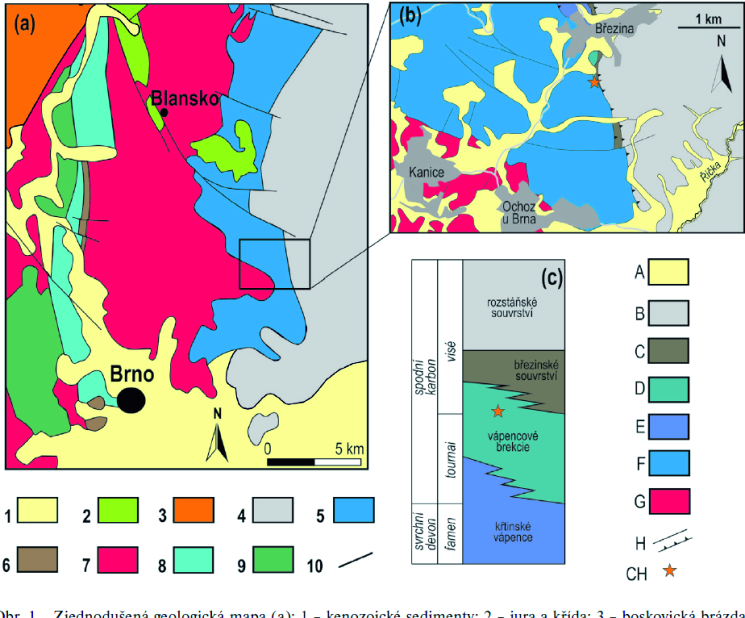 (a)
Blansko
Brno
N
0 5 km
(b)
Březina
1 km
N
Kanice
Ochoz
u Brna
Říčka
(c)
spodní
karbon
visé
tournai
svrchní
devon
famen
rozstáňské
souvrství
březinské
souvrství
vápencové
brekcie
křtinské
vápence
A
B
C
D
E
F
G
H
CH
1 2 3 4 5
6 7 8 9 10
Obr. 1 – Zjednodušená geologická mapa (a): 1 – kenozoické sedimenty; 2 – jura a křída; 3 – boskovická brázda